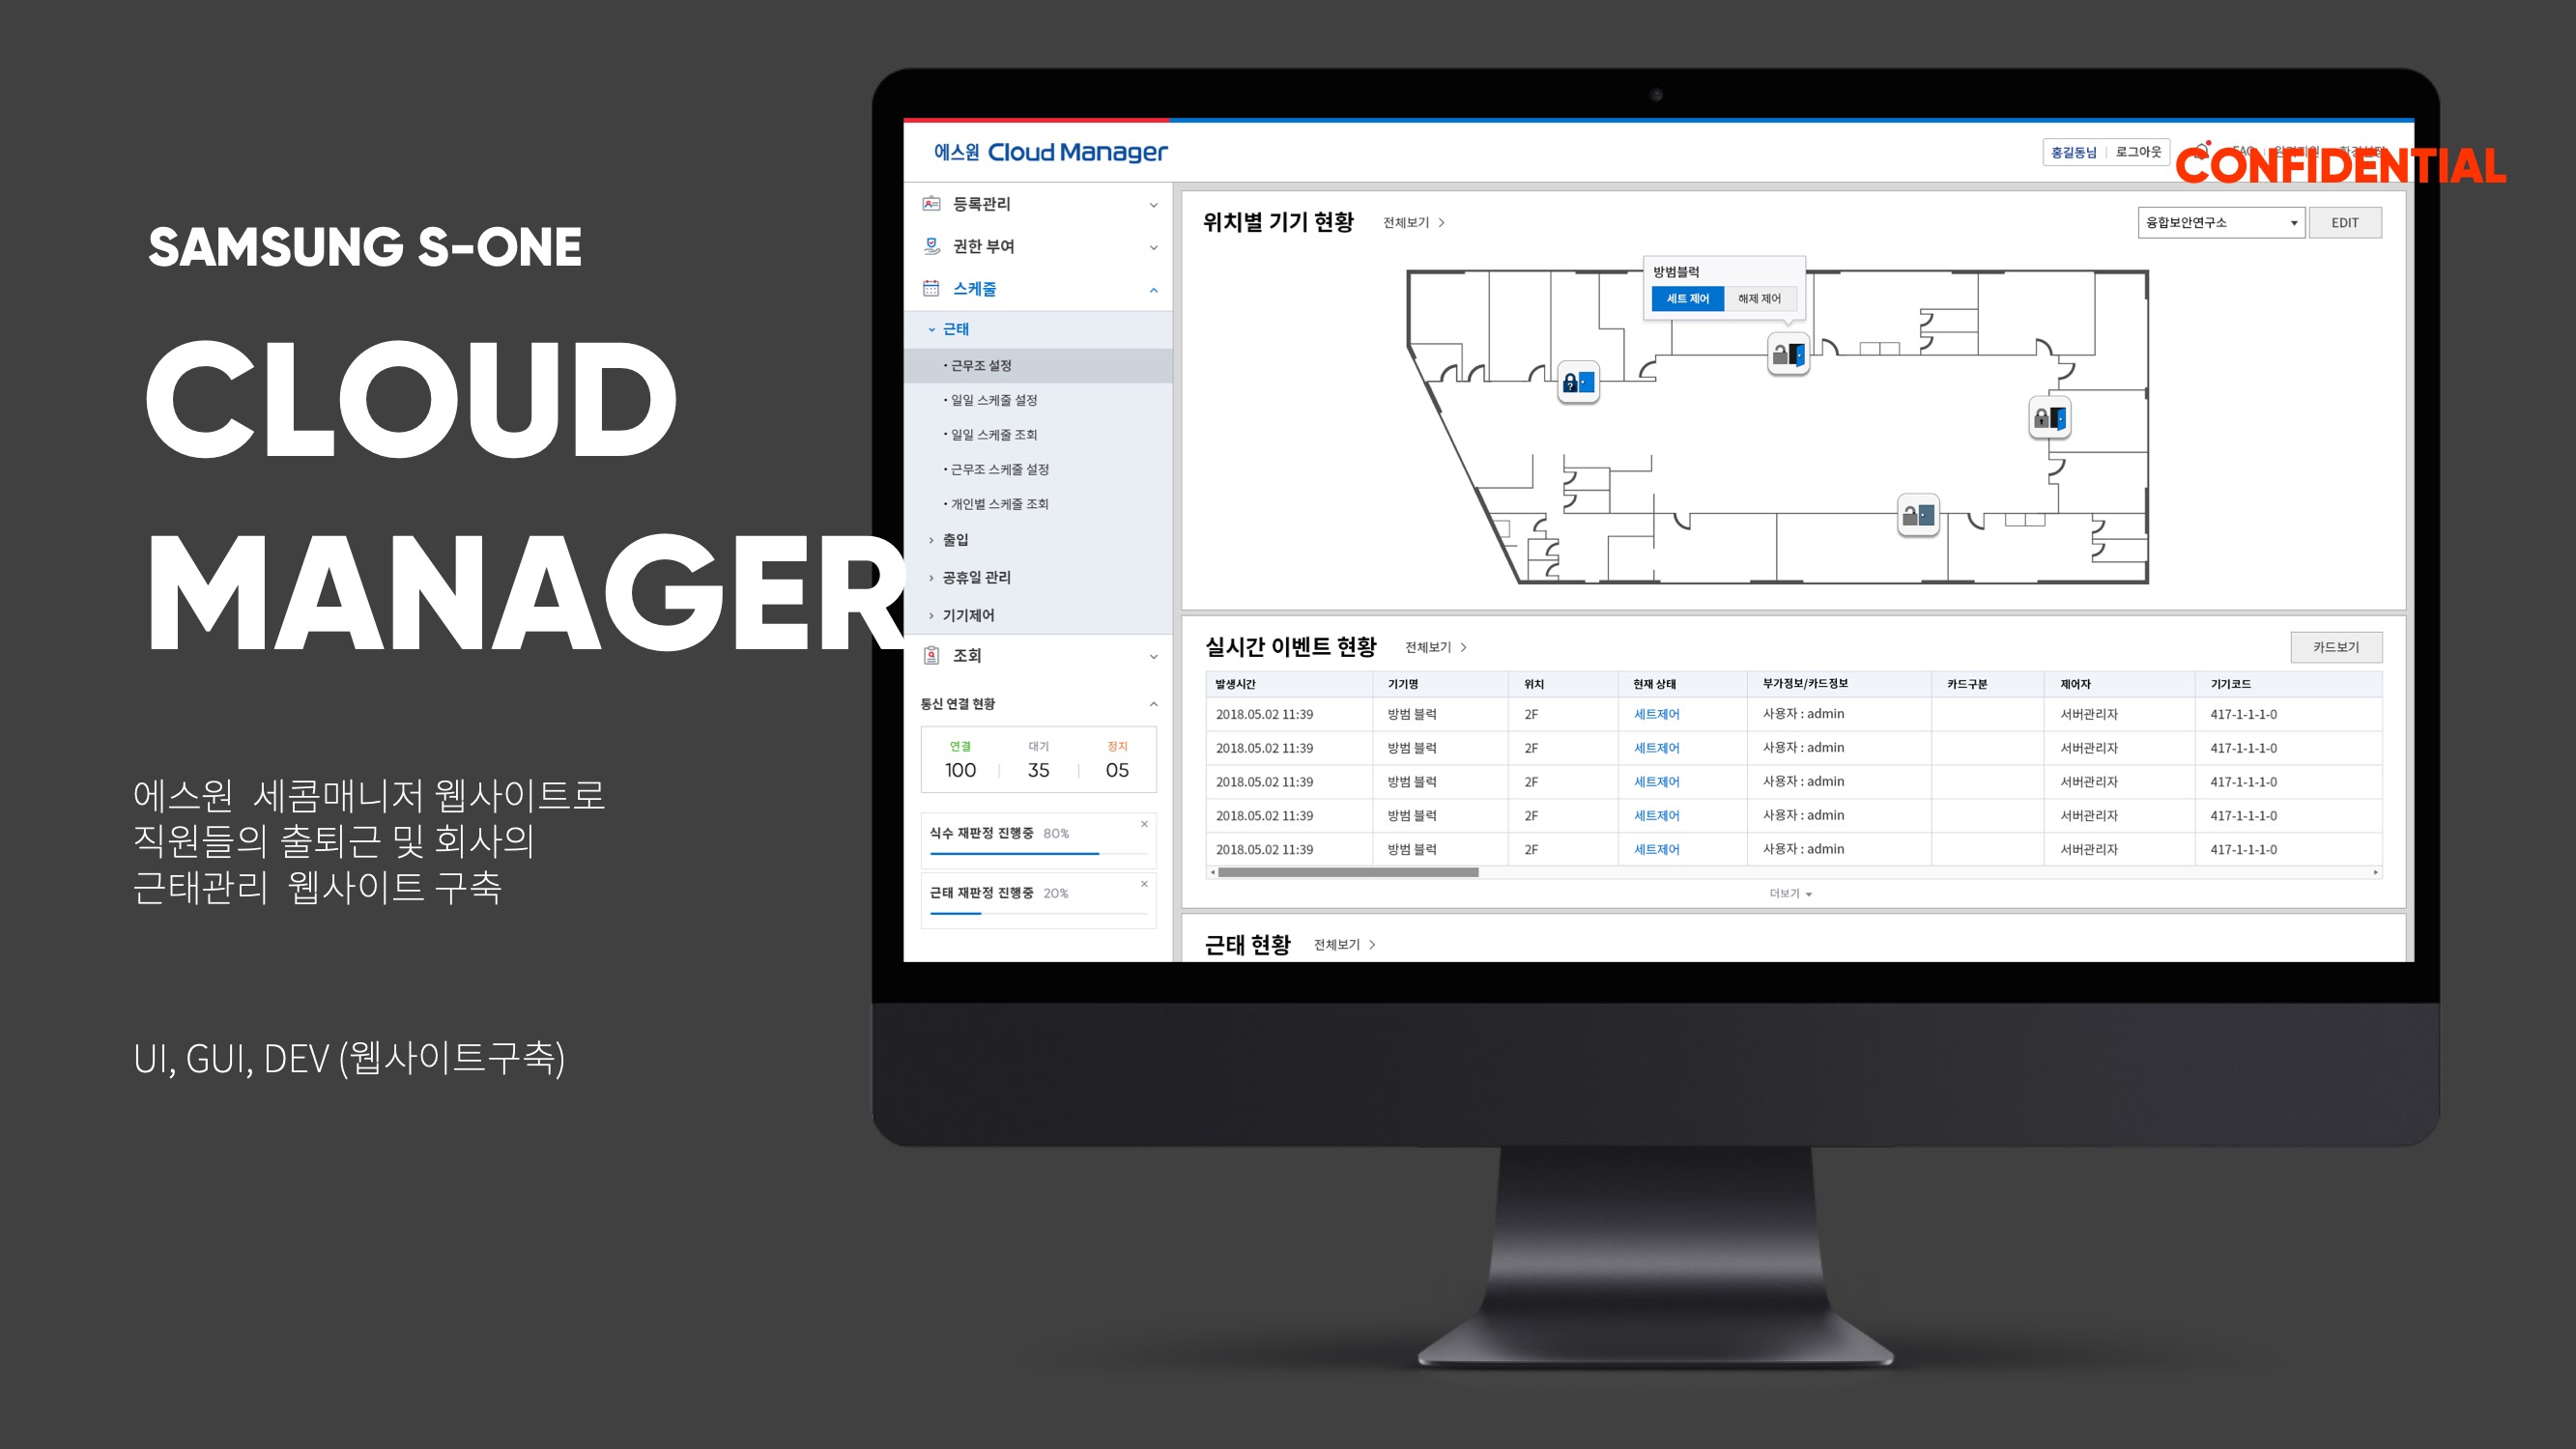 SAMSUNG S-ONE
CLOUD
MANAGER
에스원 세콤매니저 웹사이트로
직원들의 출퇴근 및 회사의
근태관리 웹사이트 구축
UI, GUI, DEV (웹사이트구축)
CONFIDENTIAL
에스원 Cloud Manager
홍길동님 로그아웃
등록관리
권한 부여
스케줄
근태
• 근무조 설정
• 일일 스케줄 설정
• 일일 스케줄 조회
• 근무조 스케줄 설정
• 개인별 스케줄 조회
출입
공휴일 관리
기기제어
조회
통신 연결 현황
연결 대기 정지
100 35 05
식수 재판정 진행중 80%
근태 재판정 진행중 20%
위치별 기기 현황 전체보기
융합보안연구소 EDIT
방범블럭
세트 제어 해제 제어
실시간 이벤트 현황 전체보기
카드보기
발생시간 기기명 위치 현재 상태 부가정보/카드정보 카드구분 제어자 기기코드
2018.05.02 11:39 방범 블럭 2F 세트제어 사용자 : admin 서버관리자 417-1-1-1-0
2018.05.02 11:39 방범 블럭 2F 세트제어 사용자 : admin 서버관리자 417-1-1-1-0
2018.05.02 11:39 방범 블럭 2F 세트제어 사용자 : admin 서버관리자 417-1-1-1-0
2018.05.02 11:39 방범 블럭 2F 세트제어 사용자 : admin 서버관리자 417-1-1-1-0
2018.05.02 11:39 방범 블럭 2F 세트제어 사용자 : admin 서버관리자 417-1-1-1-0
더보기
근태 현황 전체보기